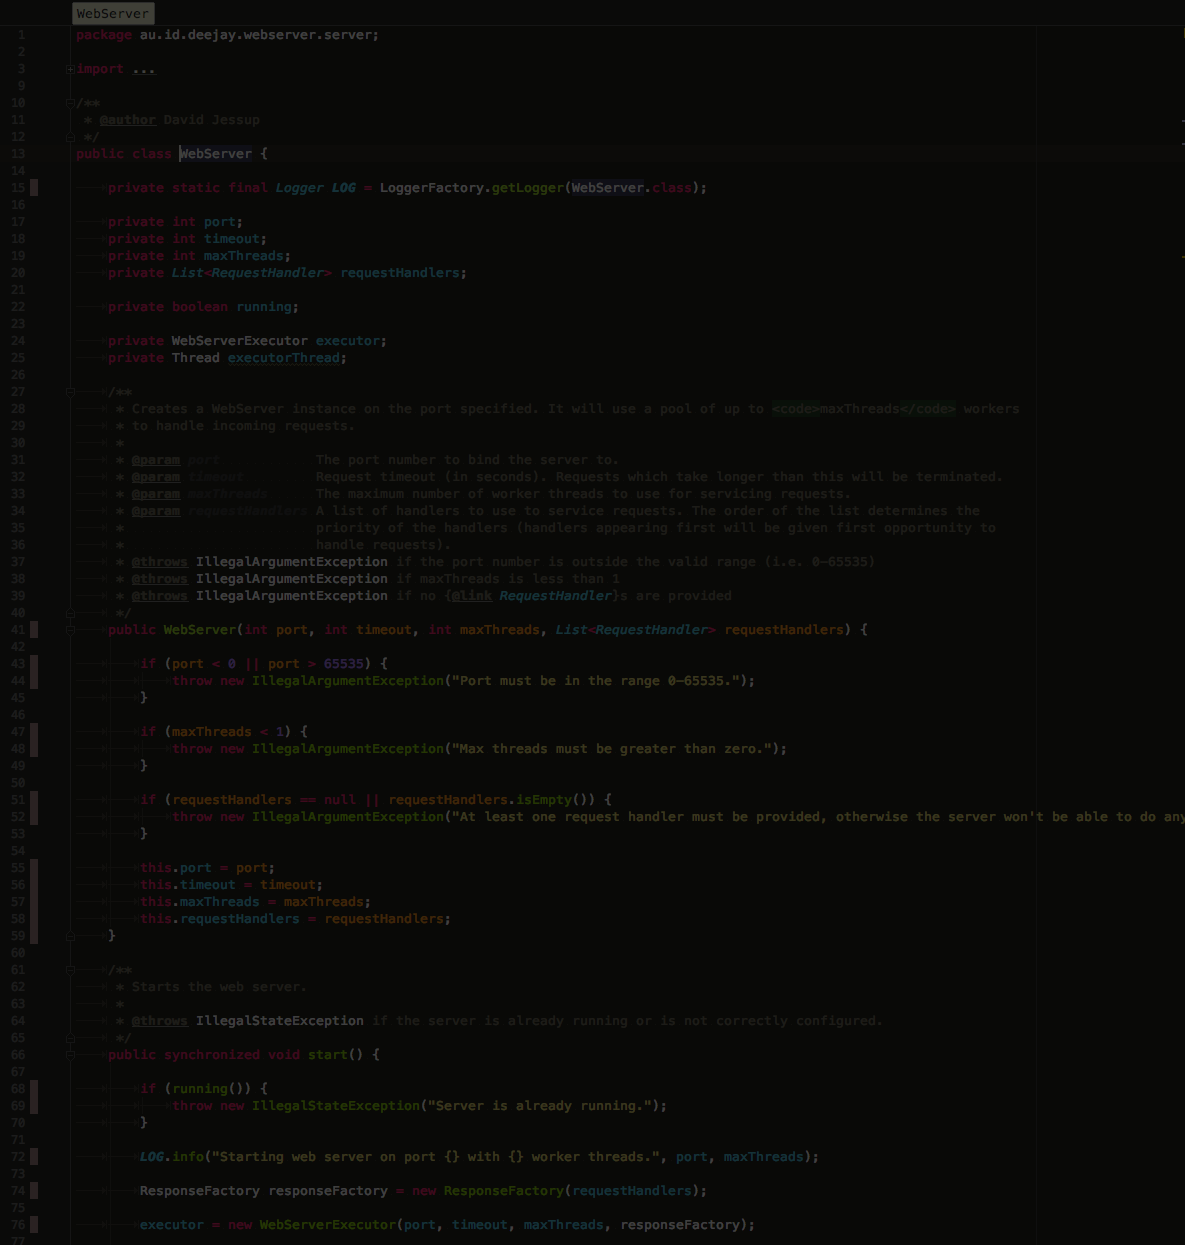 WebServer
1 package au.id.deejay.webserver.server;
2
3 import ...
9
10 /**
11 * @author David Jessup
12 */
13 public class WebServer {
14
15 private static final Logger LOG = LoggerFactory.getLogger(WebServer.class);
16
17 private int port;
18 private int timeout;
19 private int maxThreads;
20 private List<RequestHandler> requestHandlers;
21
22 private boolean running;
23
24 private WebServerExecutor executor;
25 private Thread executorThread;
26
27 /**
28 * Creates a WebServer instance on the port specified. It will use a pool of up to <code>maxThreads</code> workers
29 * to handle incoming requests.
30 *
31 * @param port The port number to bind the server to.
32 * @param timeout Request timeout (in seconds). Requests which take longer than this will be terminated.
33 * @param maxThreads The maximum number of worker threads to use for servicing requests.
34 * @param requestHandlers A list of handlers to use to service requests. The order of the list determines the
35 * priority of the handlers (handlers appearing first will be given first opportunity to
36 * handle requests).
37 * @throws IllegalArgumentException if the port number is outside the valid range (i.e. 0–65535)
38 * @throws IllegalArgumentException if maxThreads is less than 1
39 * @throws IllegalArgumentException if no {@link RequestHandler}s are provided
40 */
41 public WebServer(int port, int timeout, int maxThreads, List<RequestHandler> requestHandlers) {
42
43 if (port < 0 || port > 65535) {
44 throw new IllegalArgumentException("Port must be in the range 0–65535.");
45 }
46
47 if (maxThreads < 1) {
48 throw new IllegalArgumentException("Max threads must be greater than zero.");
49 }
50
51 if (requestHandlers == null || requestHandlers.isEmpty()) {
52 throw new IllegalArgumentException("At least one request handler must be provided, otherwise the server won't be able to do any
53 }
54
55 this.port = port;
56 this.timeout = timeout;
57 this.maxThreads = maxThreads;
58 this.requestHandlers = requestHandlers;
59 }
60
61 /**
62 * Starts the web server.
63 *
64 * @throws IllegalStateException if the server is already running or is not correctly configured.
65 */
66 public synchronized void start() {
67
68 if (running()) {
69 throw new IllegalStateException("Server is already running.");
70 }
71
72 LOG.info("Starting web server on port {} with {} worker threads.", port, maxThreads);
73
74 ResponseFactory responseFactory = new ResponseFactory(requestHandlers);
75
76 executor = new WebServerExecutor(port, timeout, maxThreads, responseFactory);
77